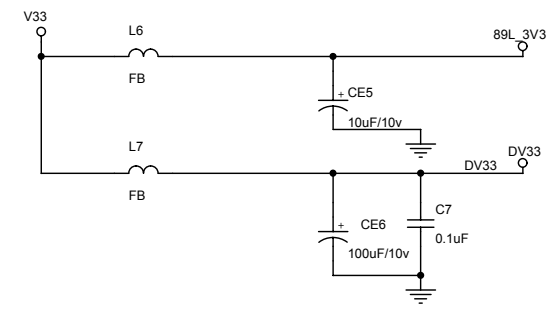 V33
L6
89L_3V3
FB
+ CE5
10uF/10v
L7
DV33
DV33
FB
+ CE6
C7
0.1uF
100uF/10v